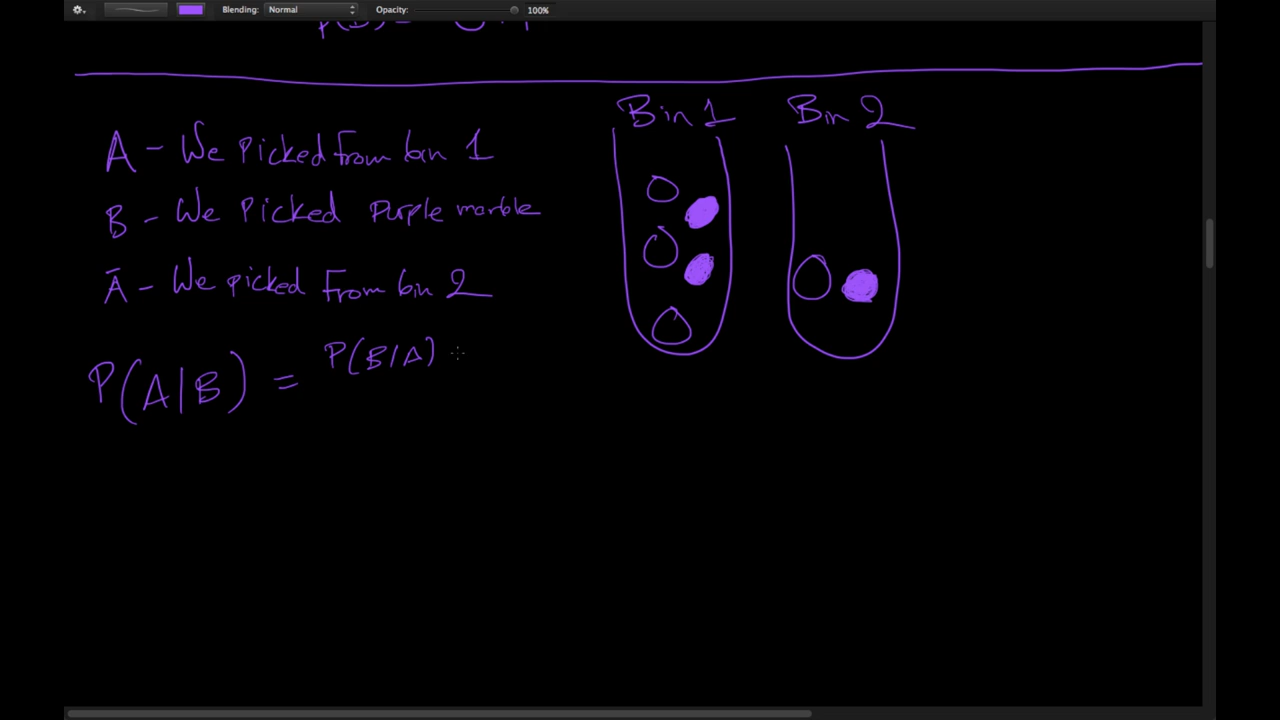 Blending: Normal Opacity: 100%
Bin 1 Bin 2
A - We Picked From bin 1
B - We Picked Purple marble
Ā - We picked From bin 2
P(A|B) = P(B/A) ·